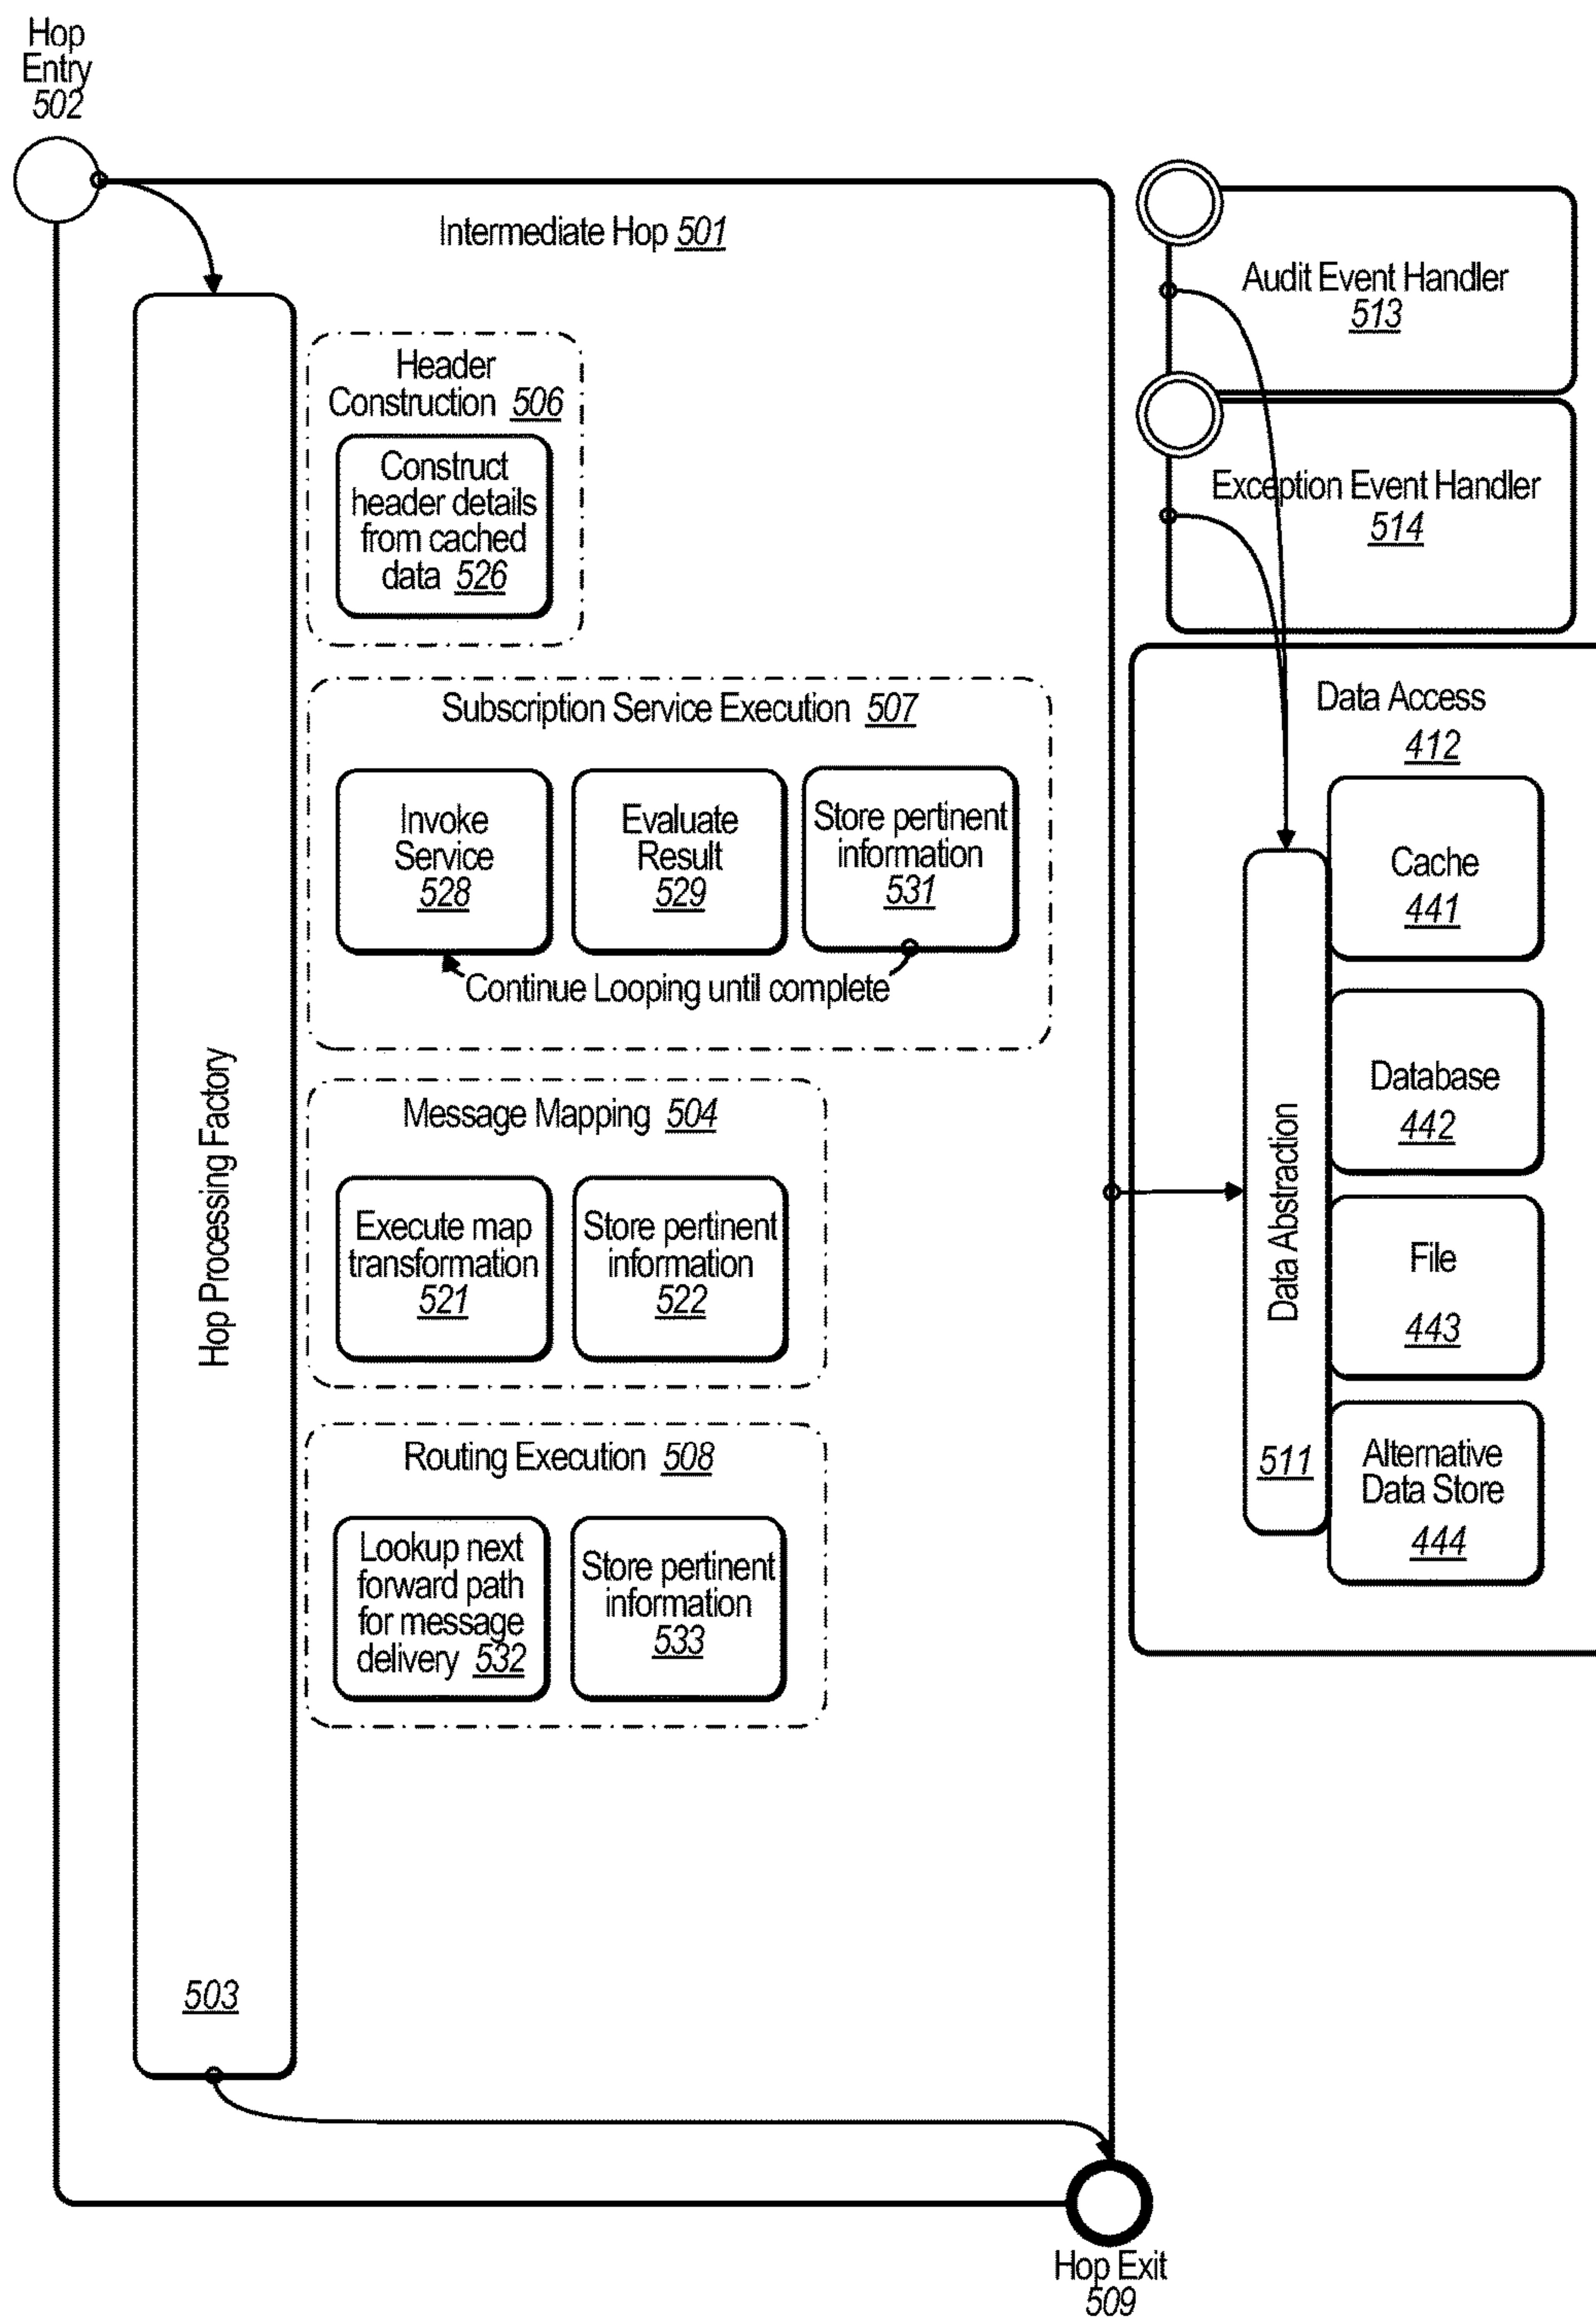 Hop
Entry
502
Intermediate Hop 501
Hop Processing Factory
503
Header
Construction 506
Construct
header details
from cached
data 526
Subscription Service Execution 507
Invoke
Service
528
Evaluate
Result
529
Store pertinent
information
531
Continue Looping until complete
Message Mapping 504
Execute map
transformation
521
Store pertinent
information
522
Routing Execution 508
Lookup next
forward path
for message
delivery 532
Store pertinent
information
533
Hop Exit
509
Audit Event Handler
513
Exception Event Handler
514
Data Access
412
Data Abstraction
511
Cache
441
Database
442
File
443
Alternative
Data Store
444